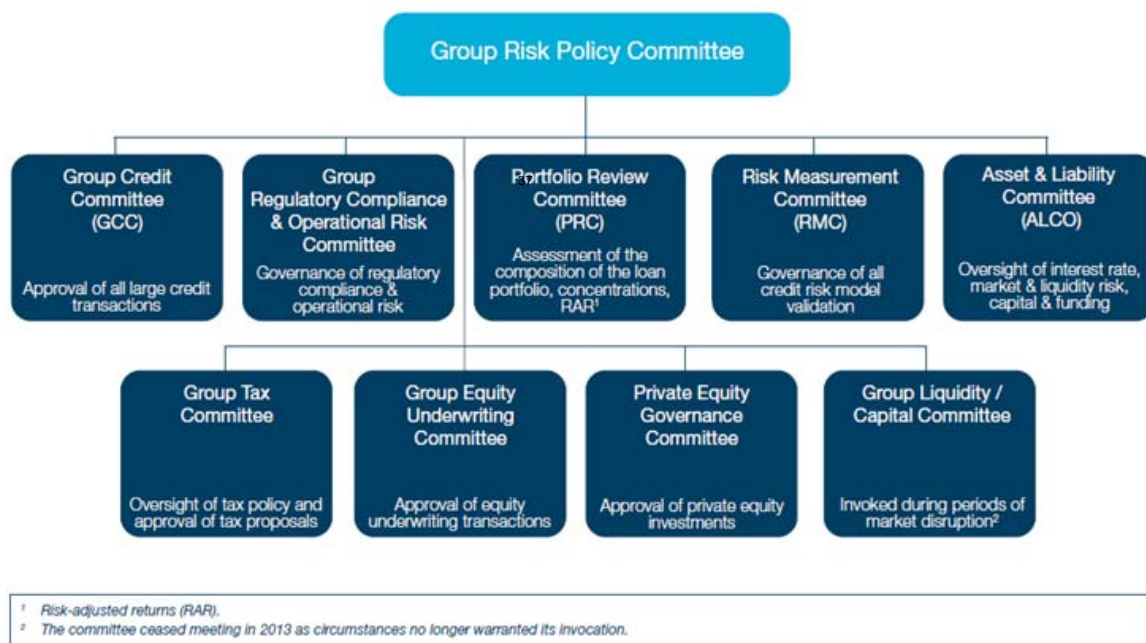 Group Risk Policy Committee
Group Credit
Committee
(GCC)
Approval of all large credit
transactions
Group
Regulatory Compliance
& Operational Risk
Committee
Governance of regulatory
compliance &
operational risk
Portfolio Review
Committee
(PRC)
Assessment of the
composition of the loan
portfolio, concentrations,
RAR¹
Risk Measurement
Committee
(RMC)
Governance of all
credit risk model
validation
Asset & Liability
Committee
(ALCO)
Oversight of interest rate,
market & liquidity risk,
capital & funding
Group Tax
Committee
Oversight of tax policy and
approval of tax proposals
Group Equity
Underwriting
Committee
Approval of equity
underwriting transactions
Private Equity
Governance
Committee
Approval of private equity
investments
Group Liquidity /
Capital Committee
Invoked during periods of
market disruption²
¹ Risk-adjusted returns (RAR).
² The committee ceased meeting in 2013 as circumstances no longer warranted its invocation.